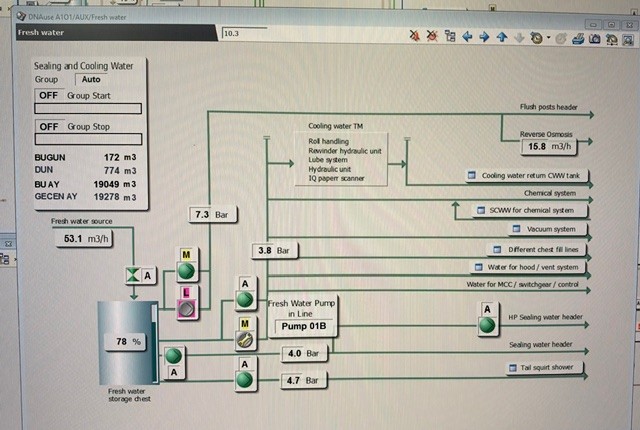 DNAuse A1D1/AUX/Fresh water
Fresh water
10.3
Sealing and Cooling Water
Group Auto
OFF Group Start
OFF Group Stop
BUGUN 172 m3
DUN 774 m3
BU AY 19049 m3
GECEN AY 19278 m3
Fresh water source
53.1 m3/h
A
78 %
Fresh water
storage chest
7.3 Bar
M
L
A
Cooling water TM
Roll handling
Rewinder hydraulic unit
Lube system
Hydraulic unit
IQ paperr scanner
3.8 Bar
A
M
A
Fresh Water Pump
in Line
Pump 01B
4.0 Bar
4.7 Bar
Flush posts header
Reverse Osmosis
15.8 m3/h
Cooling water return CWW tank
Chemical system
SCWW for chemical system
Vacuum system
Different chest fill lines
Water for hood / vent system
Water for MCC / switchgear / control
A
HP Sealing water header
Sealing water header
Tail squirt shower